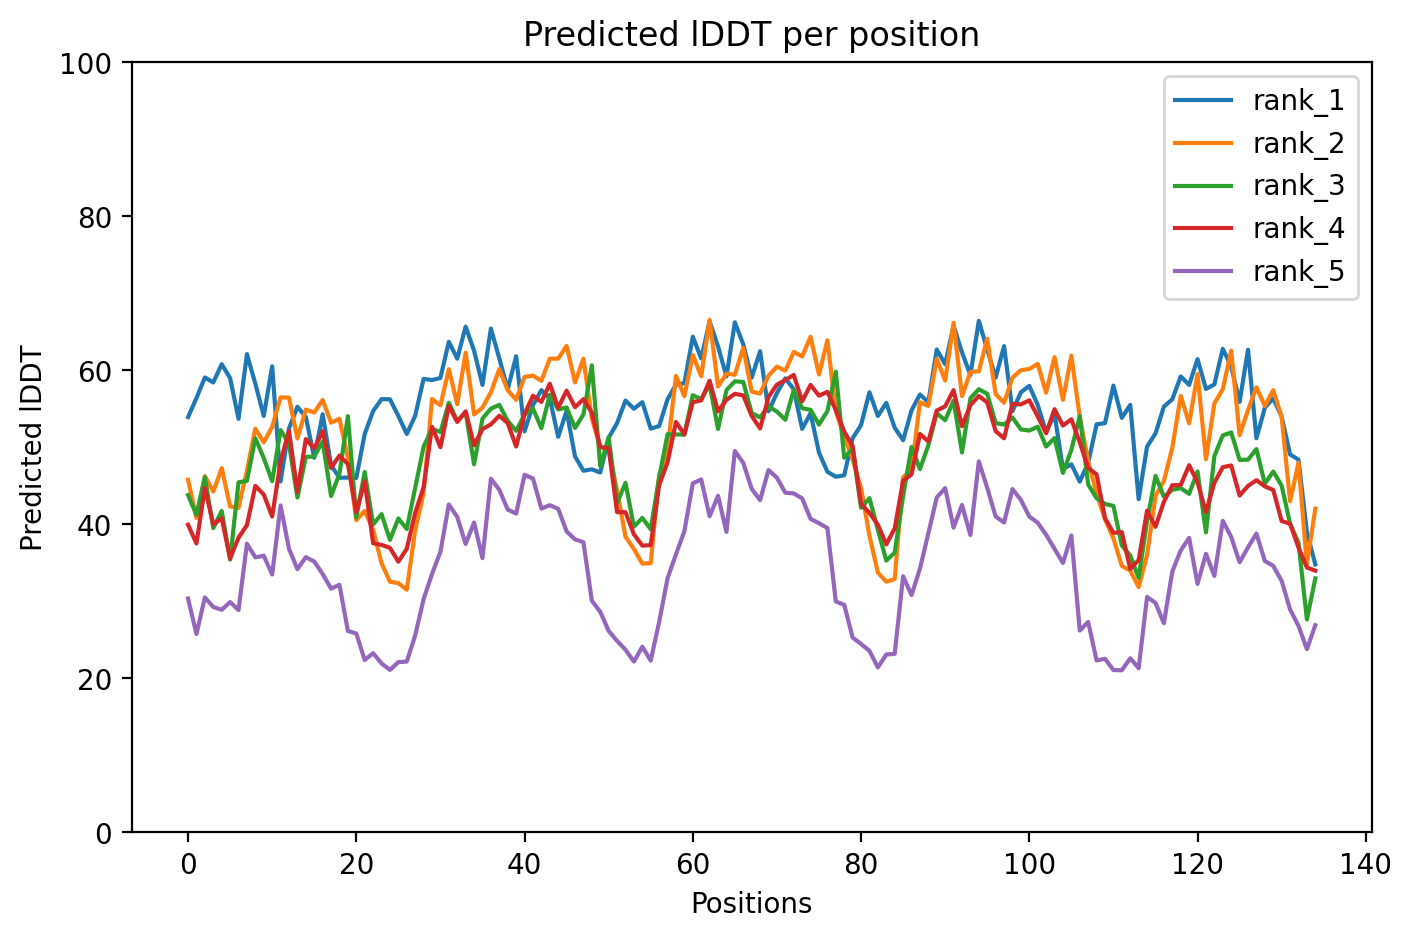 Predicted lDDT per position
100
80
60
40
20
0
Predicted lDDT
0 20 40 60 80 100 120 140
Positions
rank_1
rank_2
rank_3
rank_4
rank_5